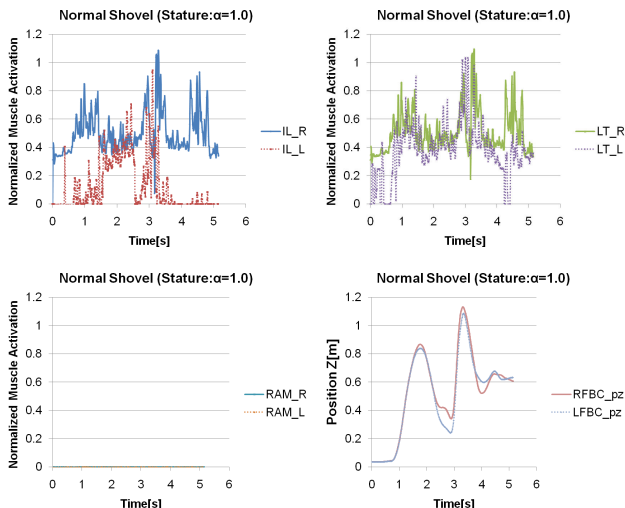 Normal Shovel (Stature:α=1.0)
Normalized Muscle Activation
1.2
1
0.8
0.6
0.4
0.2
0
0 1 2 3 4 5 6
Time[s]
IL_R
IL_L
Normal Shovel (Stature:α=1.0)
Normalized Muscle Activation
1.2
1
0.8
0.6
0.4
0.2
0
0 1 2 3 4 5 6
Time[s]
LT_R
LT_L
Normal Shovel (Stature:α=1.0)
Normalized Muscle Activation
1.2
1
0.8
0.6
0.4
0.2
0
0 1 2 3 4 5 6
Time[s]
RAM_R
RAM_L
Normal Shovel (Stature:α=1.0)
Position Z[m]
1.2
1
0.8
0.6
0.4
0.2
0
0 1 2 3 4 5 6
Time[s]
RFBC_pz
LFBC_pz